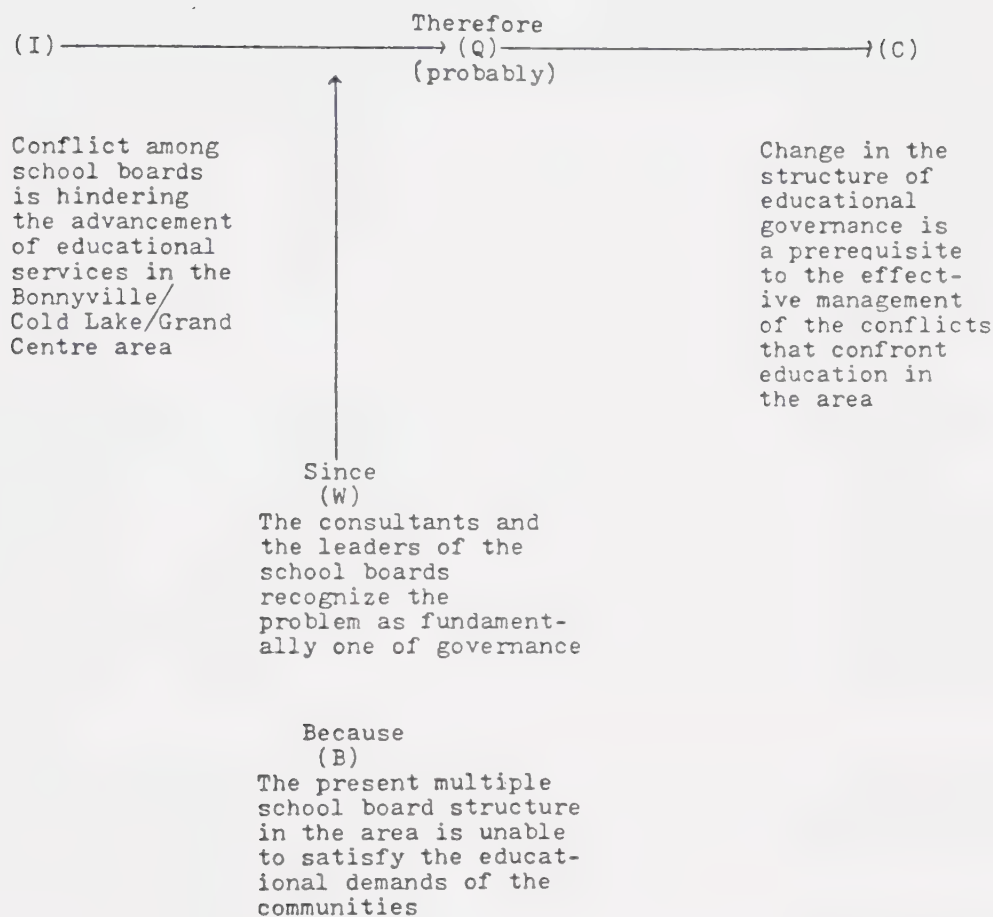 Therefore
(I) (Q) (C)
(probably)
Conflict among
school boards
is hindering
the advancement
of educational
services in the
Bonnyville/
Cold Lake/Grand
Centre area
Change in the
structure of
educational
governance is
a prerequisite
to the effect-
ive management
of the conflicts
that confront
education in
the area
Since
(W)
The consultants and
the leaders of the
school boards
recognize the
problem as fundament-
ally one of governance
Because
(B)
The present multiple
school board structure
in the area is unable
to satisfy the educat-
ional demands of the
communities